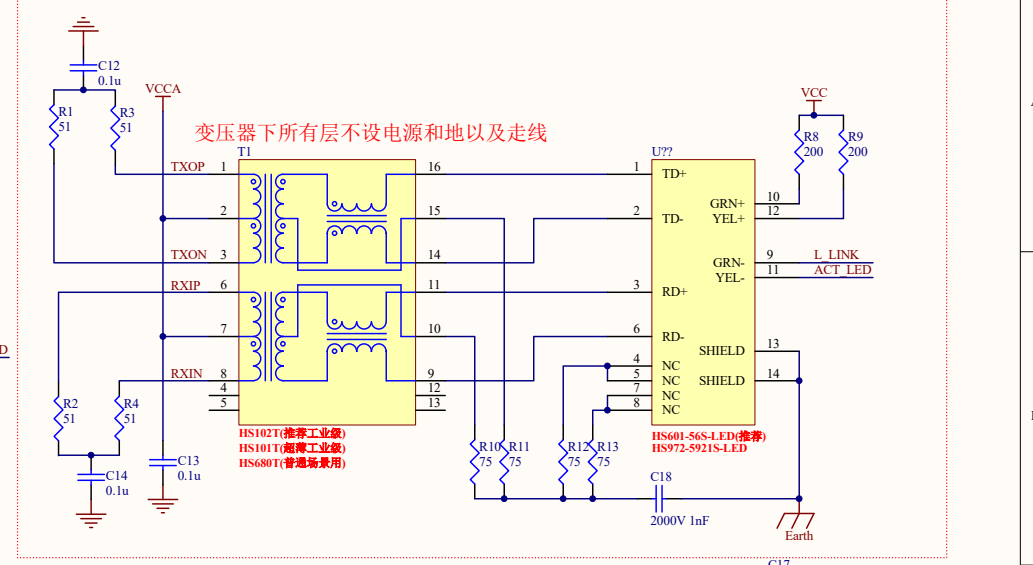 C12
0.1u
VCCA
VCC
R1
51
R3
51
R8
200
R9
200
变压器下所有层不设电源和地以及走线
T1
U??
TXOP
1
16
1
TD+
2
15
2
TD-
GRN+
10
YEL+
12
TXON
3
14
GRN-
9
L_LINK
YEL-
11
ACT_LED
RXIP
6
11
3
RD+
7
10
6
RD-
D
SHIELD
13
4
NC
RXIN
8
9
5
NC
SHIELD
14
4
12
7
NC
5
13
8
NC
R2
51
R4
51
HS102T(推荐工业级)
HS101T(超薄工业级)
HS680T(普通场景用)
HS601-56S-LED(推荐)
HS972-5921S-LED
R10
75
R11
75
R12
75
R13
75
C14
0.1u
C13
0.1u
C18
2000V 1nF
Earth
C17